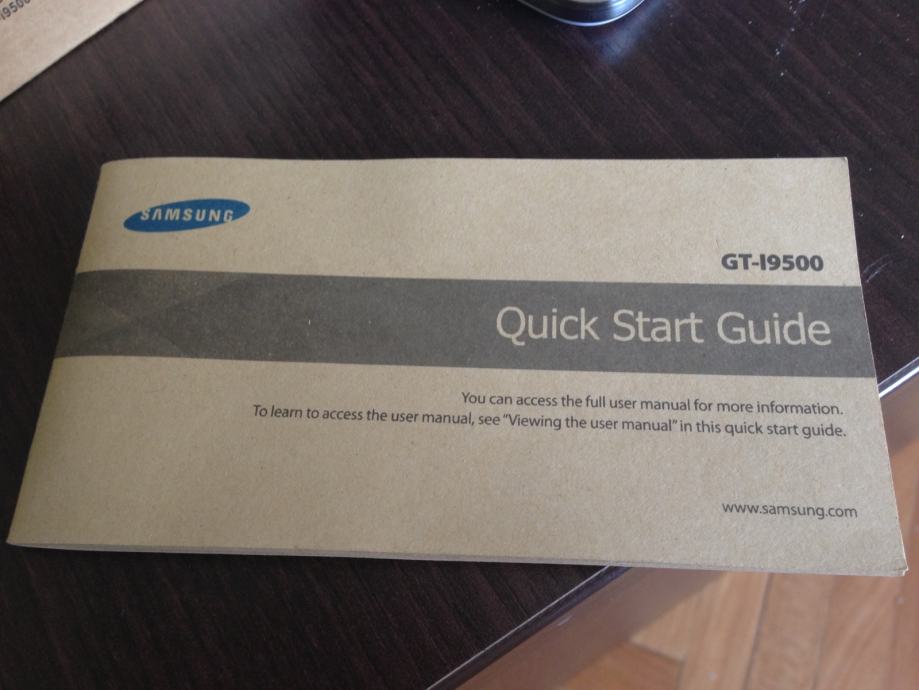 I9500
SAMSUNG
GT-I9500
Quick Start Guide
You can access the full user manual for more information.
To learn to access the user manual, see “Viewing the user manual” in this quick start guide.
www.samsung.com